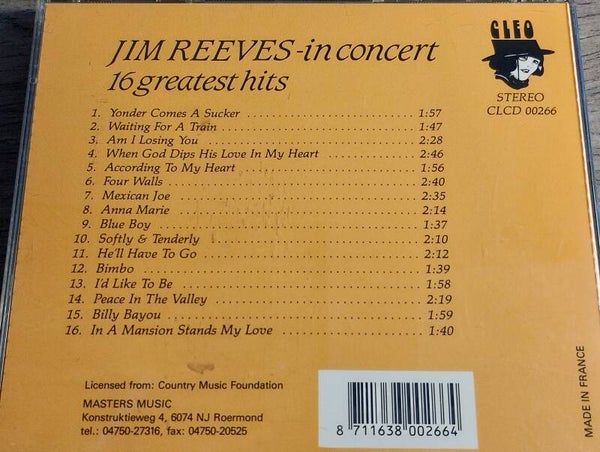 JIM REEVES - in concert
16 greatest hits
CLEO
STEREO
CLCD 00266
1. Yonder Comes A Sucker 1:57
2. Waiting For A Train 1:47
3. Am I Losing You 2:28
4. When God Dips His Love In My Heart 2:46
5. According To My Heart 1:56
6. Four Walls 2:40
7. Mexican Joe 2:35
8. Anna Marie 2:14
9. Blue Boy 1:37
10. Softly & Tenderly 2:10
11. He'll Have To Go 2:12
12. Bimbo 1:39
13. I'd Like To Be 1:58
14. Peace In The Valley 2:19
15. Billy Bayou 1:59
16. In A Mansion Stands My Love 1:40
Licensed from: Country Music Foundation
MASTERS MUSIC
Konstruktieweg 4, 6074 NJ Roermond
tel.: 04750-27316, fax: 04750-20525
8 711638 002664
MADE IN FRANCE